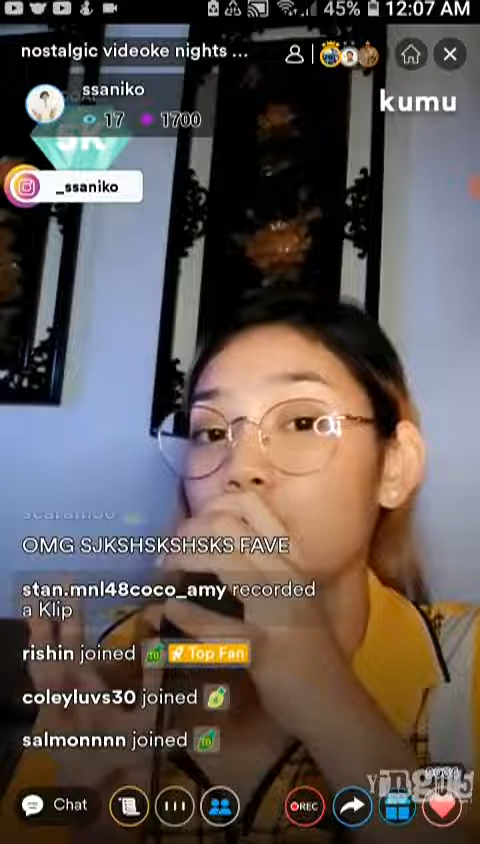 45% 12:07 AM
nostalgic videoke nights ...
ssaniko
17 1700
kumu
5K
_ssaniko
OMG SJKSHSKSHSKS FAVE
stan.mnl48coco_amy recorded
a Klip
rishin joined Top Fan
coleyluvs30 joined
salmonnnn joined
Chat
REC